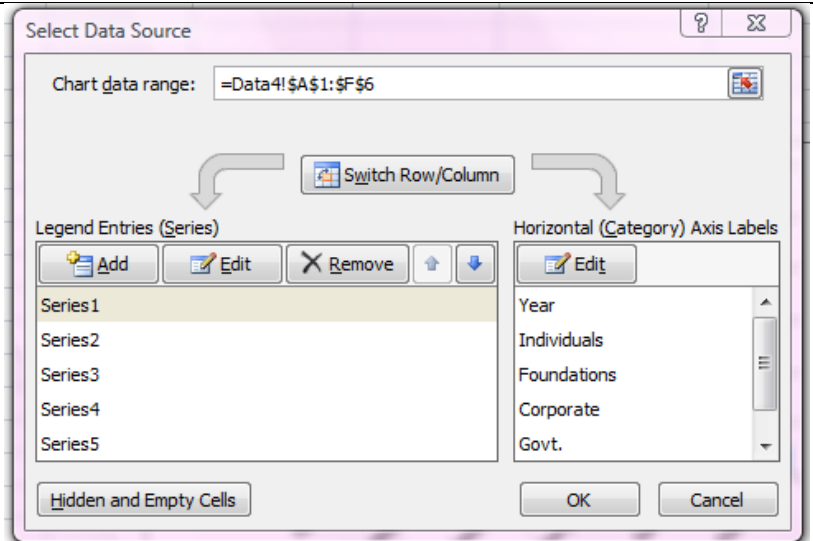 Select Data Source
Chart data range: =Data4!$A$1:$F$6
Switch Row/Column
Legend Entries (Series)
Add Edit Remove
Series1
Series2
Series3
Series4
Series5
Horizontal (Category) Axis Labels
Edit
Year
Individuals
Foundations
Corporate
Govt.
Hidden and Empty Cells
OK Cancel